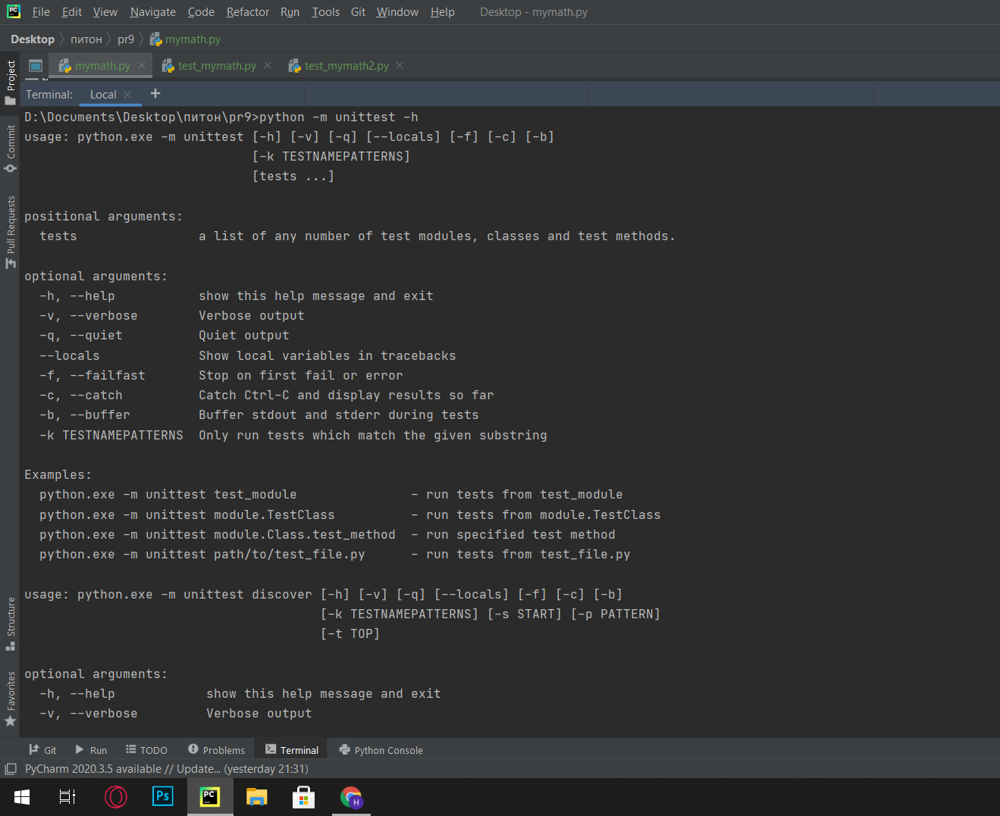 File Edit View Navigate Code Refactor Run Tools Git Window Help Desktop - mymath.py
Desktop питон pr9 mymath.py
mymath.py test_mymath.py test_mymath2.py
Terminal: Local +
D:\Documents\Desktop\питон\pr9>python -m unittest -h
usage: python.exe -m unittest [-h] [-v] [-q] [--locals] [-f] [-c] [-b]
[-k TESTNAMEPATTERNS]
[tests ...]
positional arguments:
tests a list of any number of test modules, classes and test methods.
optional arguments:
-h, --help show this help message and exit
-v, --verbose Verbose output
-q, --quiet Quiet output
--locals Show local variables in tracebacks
-f, --failfast Stop on first fail or error
-c, --catch Catch Ctrl-C and display results so far
-b, --buffer Buffer stdout and stderr during tests
-k TESTNAMEPATTERNS Only run tests which match the given substring
Examples:
python.exe -m unittest test_module - run tests from test_module
python.exe -m unittest module.TestClass - run tests from module.TestClass
python.exe -m unittest module.Class.test_method - run specified test method
python.exe -m unittest path/to/test_file.py - run tests from test_file.py
usage: python.exe -m unittest discover [-h] [-v] [-q] [--locals] [-f] [-c] [-b]
[-k TESTNAMEPATTERNS] [-s START] [-p PATTERN]
[-t TOP]
optional arguments:
-h, --help show this help message and exit
-v, --verbose Verbose output
Project
Commit
Pull Requests
Structure
Favorites
Git Run TODO Problems Terminal Python Console
PyCharm 2020.3.5 available // Update... (yesterday 21:31)
PC
Ps
PC
H